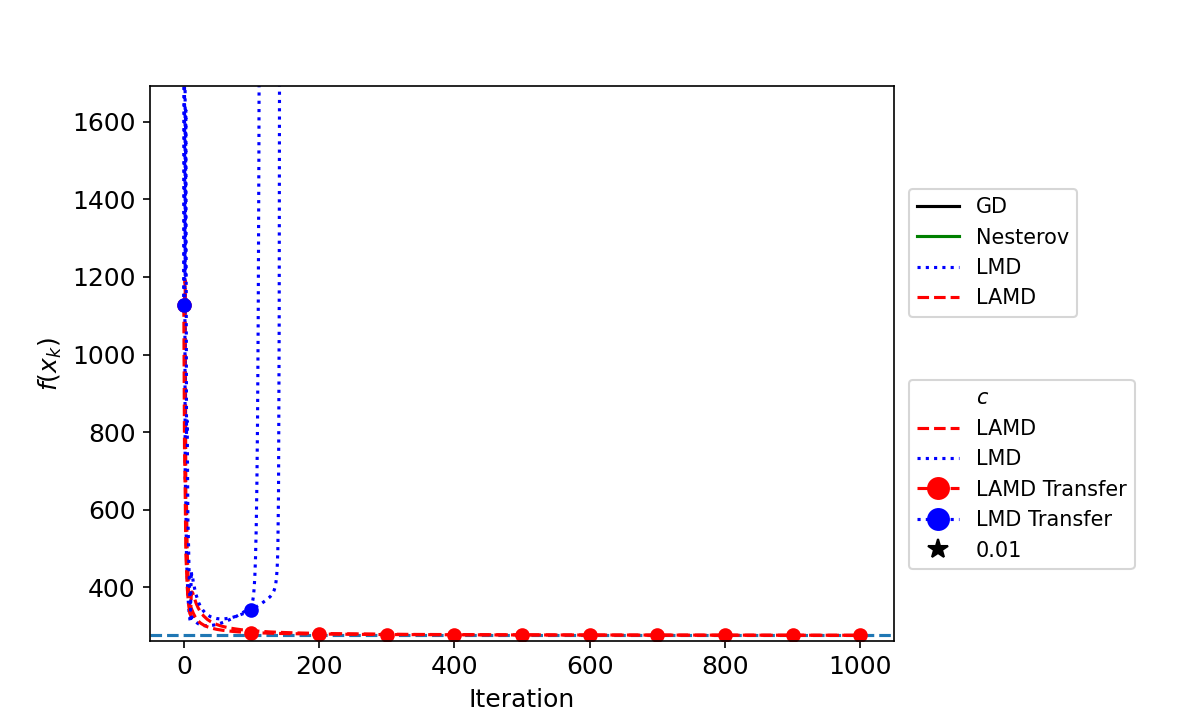 1600
1400
1200
1000
800
600
400
f(x_k)
0 200 400 600 800 1000
Iteration
GD
Nesterov
LMD
LAMD
c
LAMD
LMD
LAMD Transfer
LMD Transfer
0.01